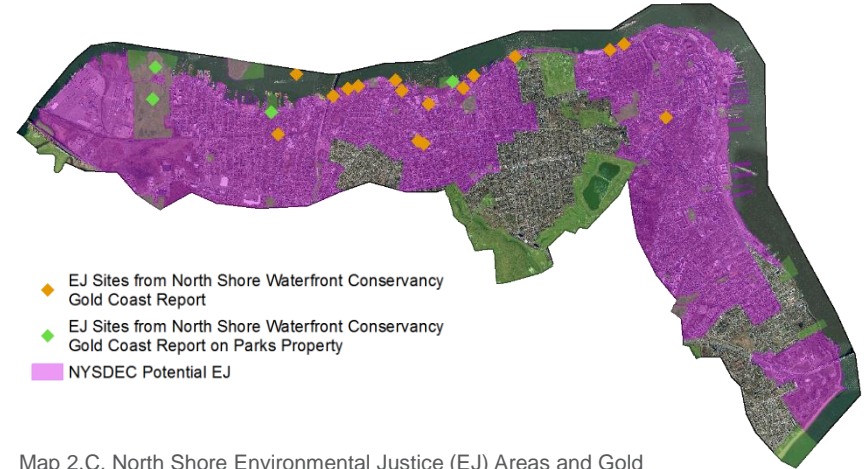 EJ Sites from North Shore Waterfront Conservancy
Gold Coast Report
EJ Sites from North Shore Waterfront Conservancy
Gold Coast Report on Parks Property
NYSDEC Potential EJ
Map 2.C. North Shore Environmental Justice (EJ) Areas and Gold